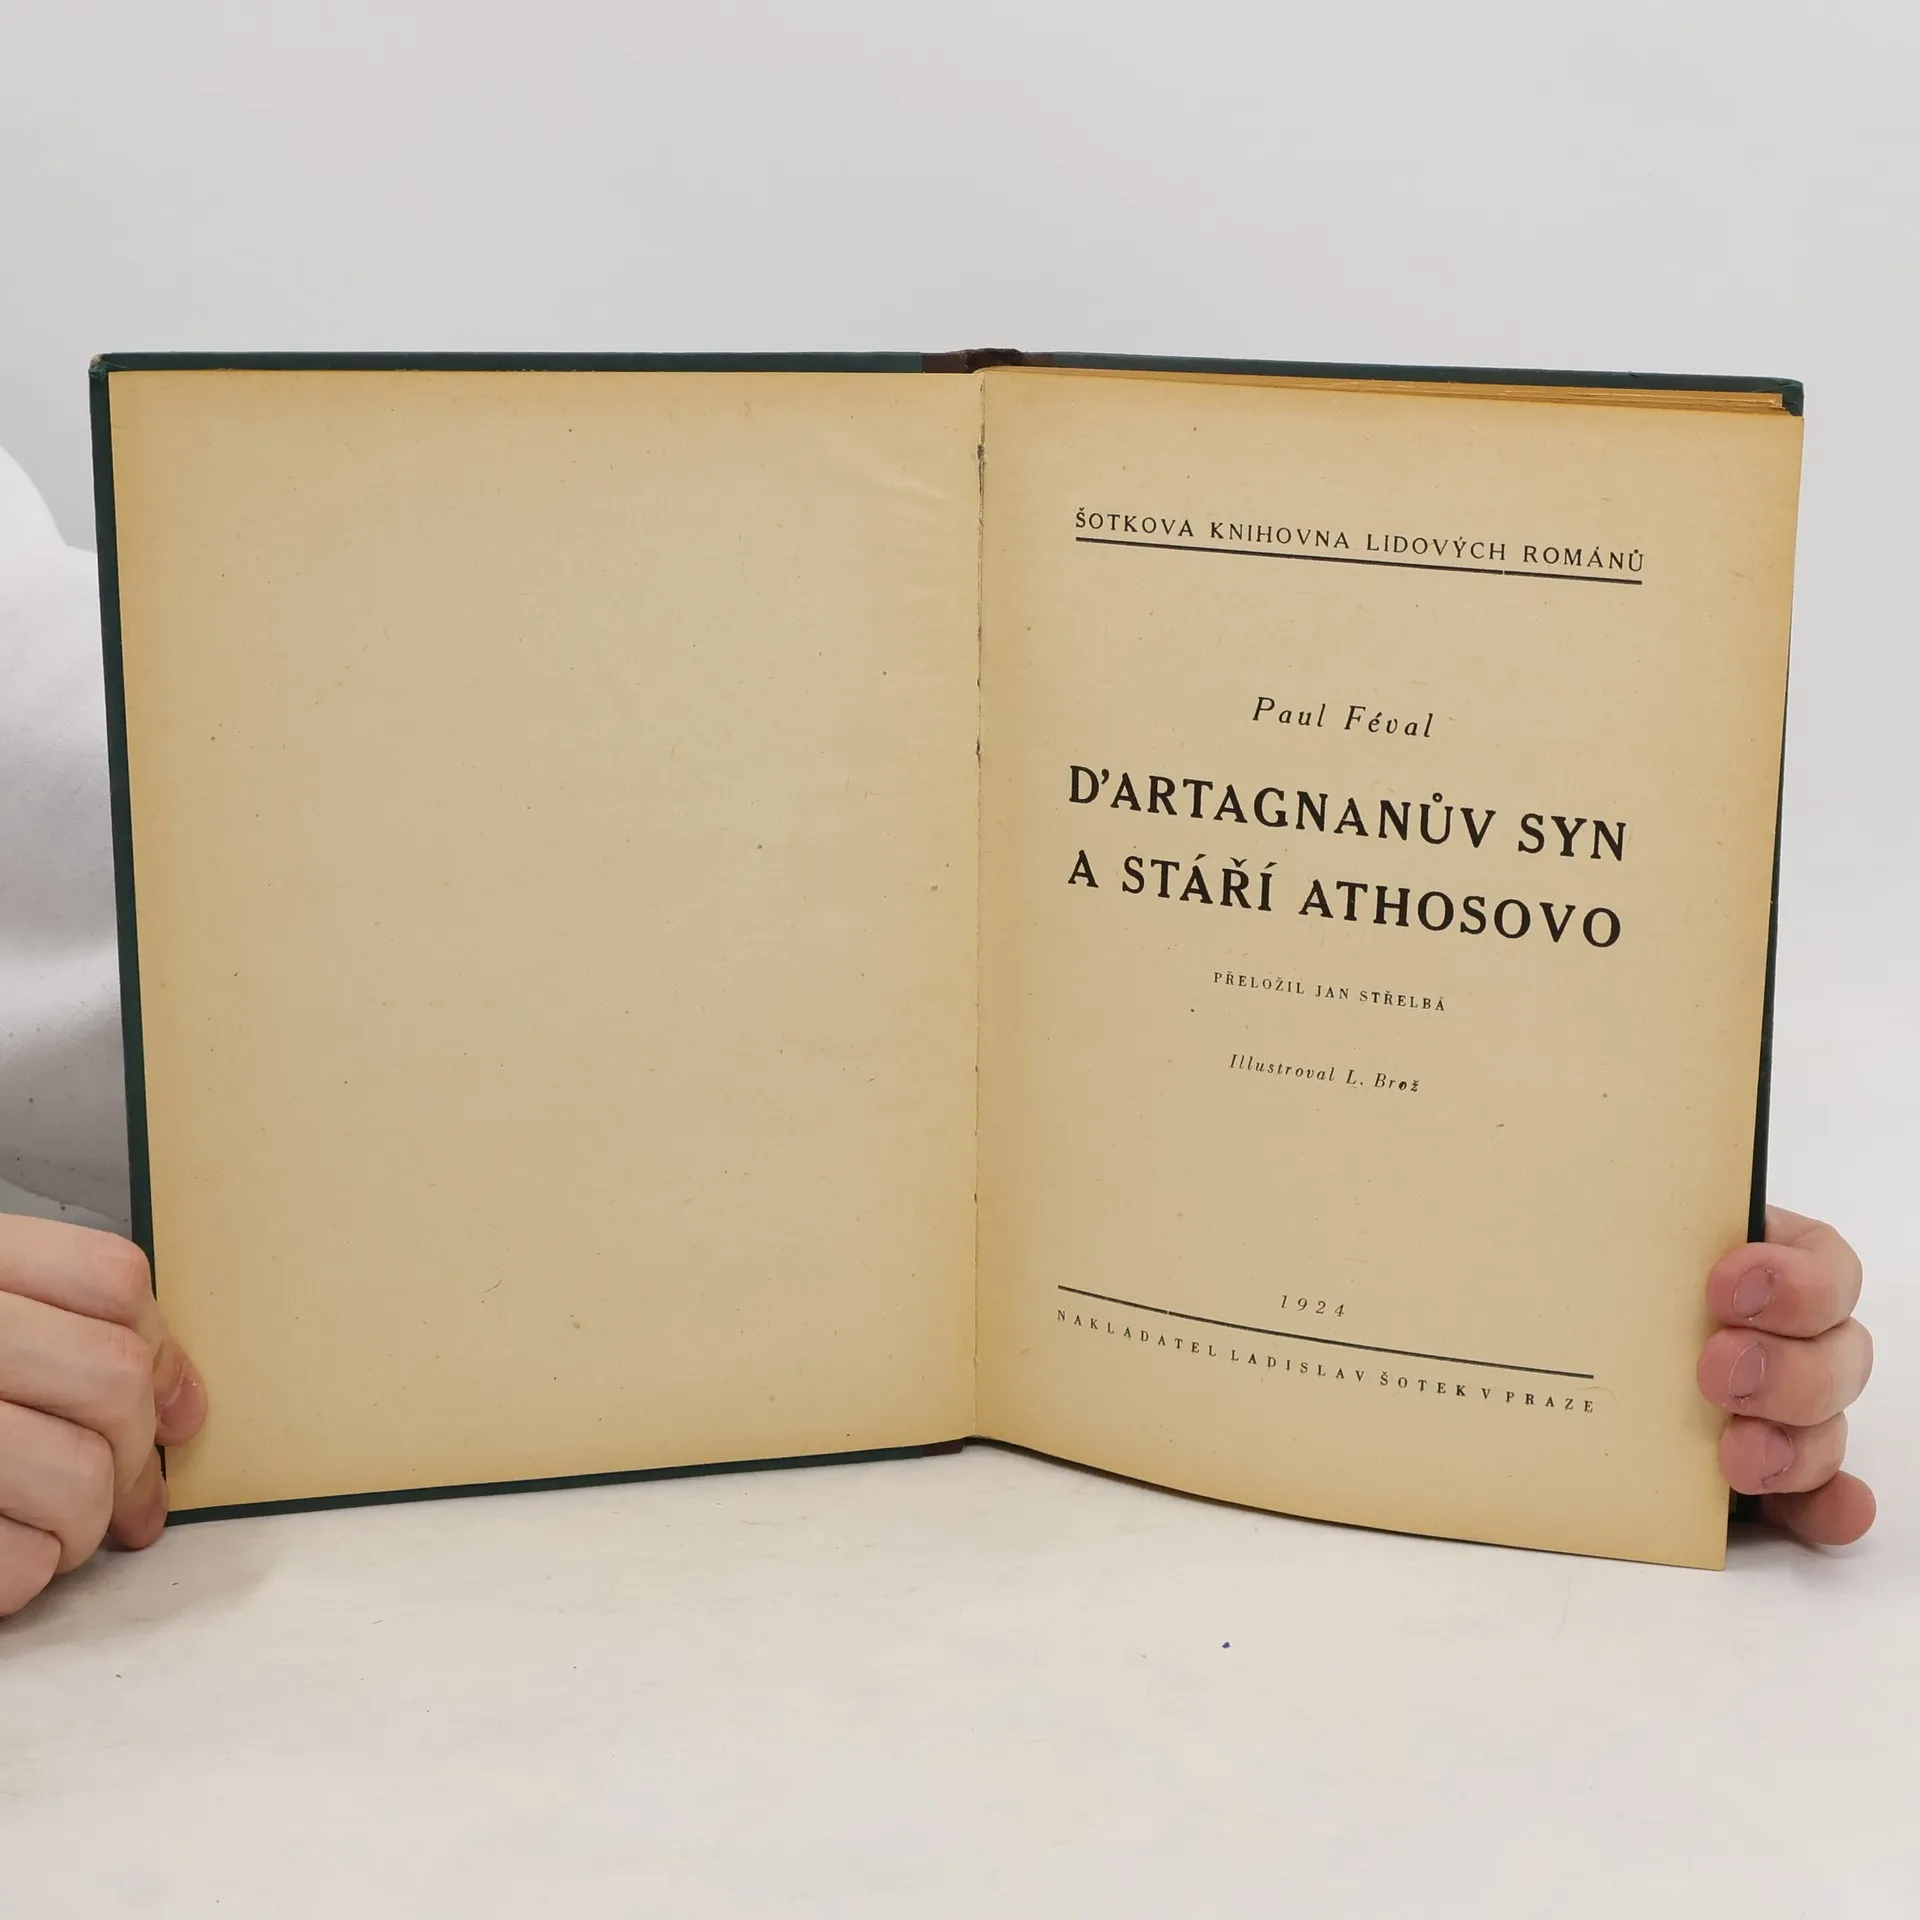 ŠOTKOVA KNIHOVNA LIDOVÝCH ROMÁNŮ
Paul Féval
D'ARTAGNANŮV SYN
A STÁŘÍ ATHOSOVO
PŘELOŽIL JAN STŘELBA
Illustroval L. Brož
1924
NAKLADATEL LADISLAV ŠOTEK V PRAZE